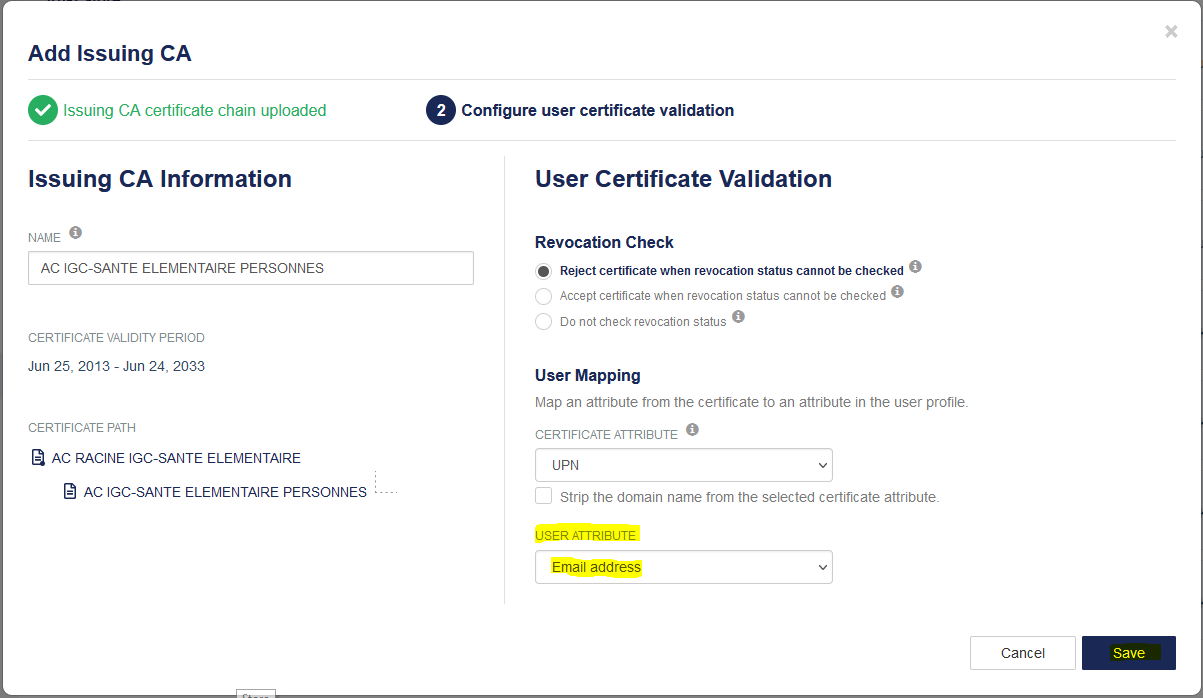 Add Issuing CA
×
Issuing CA certificate chain uploaded
2 Configure user certificate validation
Issuing CA Information
NAME
AC IGC-SANTE ELEMENTAIRE PERSONNES
CERTIFICATE VALIDITY PERIOD
Jun 25, 2013 - Jun 24, 2033
CERTIFICATE PATH
AC RACINE IGC-SANTE ELEMENTAIRE
AC IGC-SANTE ELEMENTAIRE PERSONNES
User Certificate Validation
Revocation Check
Reject certificate when revocation status cannot be checked
Accept certificate when revocation status cannot be checked
Do not check revocation status
User Mapping
Map an attribute from the certificate to an attribute in the user profile.
CERTIFICATE ATTRIBUTE
UPN
Strip the domain name from the selected certificate attribute.
USER ATTRIBUTE
Email address
Cancel
Save